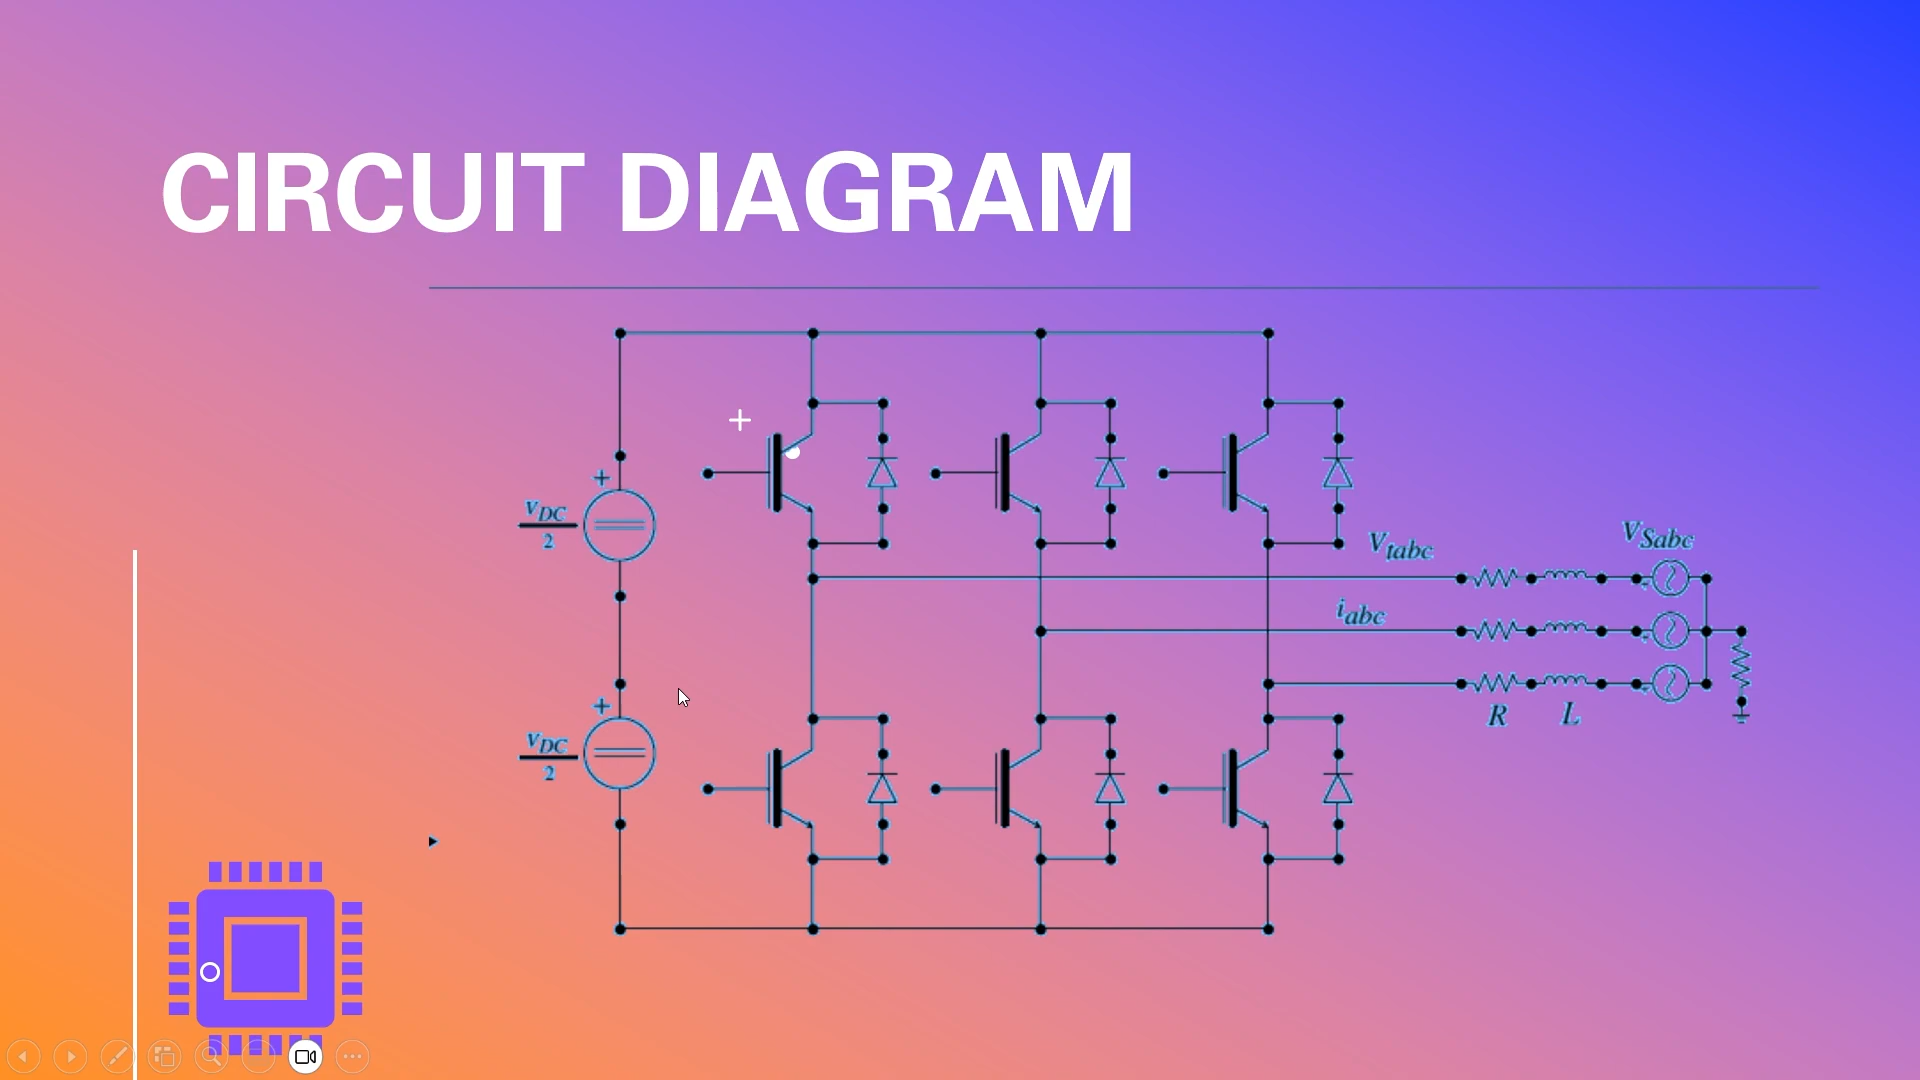 CIRCUIT DIAGRAM
+
vDC
2
+
vDC
2
Vtabc
VSabc
iabc
R
L